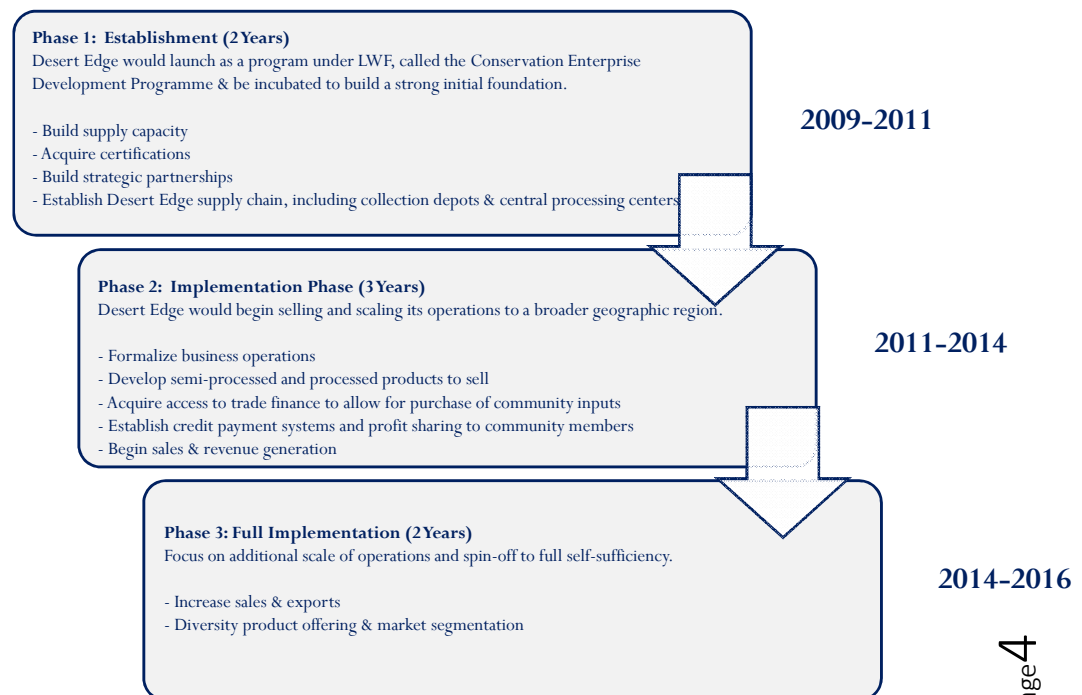 Phase 1: Establishment (2 Years)
Desert Edge would launch as a program under LWF, called the Conservation Enterprise
Development Programme & be incubated to build a strong initial foundation.
- Build supply capacity
- Acquire certifications
- Build strategic partnerships
- Establish Desert Edge supply chain, including collection depots & central processing centers
2009-2011
Phase 2: Implementation Phase (3 Years)
Desert Edge would begin selling and scaling its operations to a broader geographic region.
- Formalize business operations
- Develop semi-processed and processed products to sell
- Acquire access to trade finance to allow for purchase of community inputs
- Establish credit payment systems and profit sharing to community members
- Begin sales & revenue generation
2011-2014
Phase 3: Full Implementation (2 Years)
Focus on additional scale of operations and spin-off to full self-sufficiency.
- Increase sales & exports
- Diversity product offering & market segmentation
2014-2016
age4